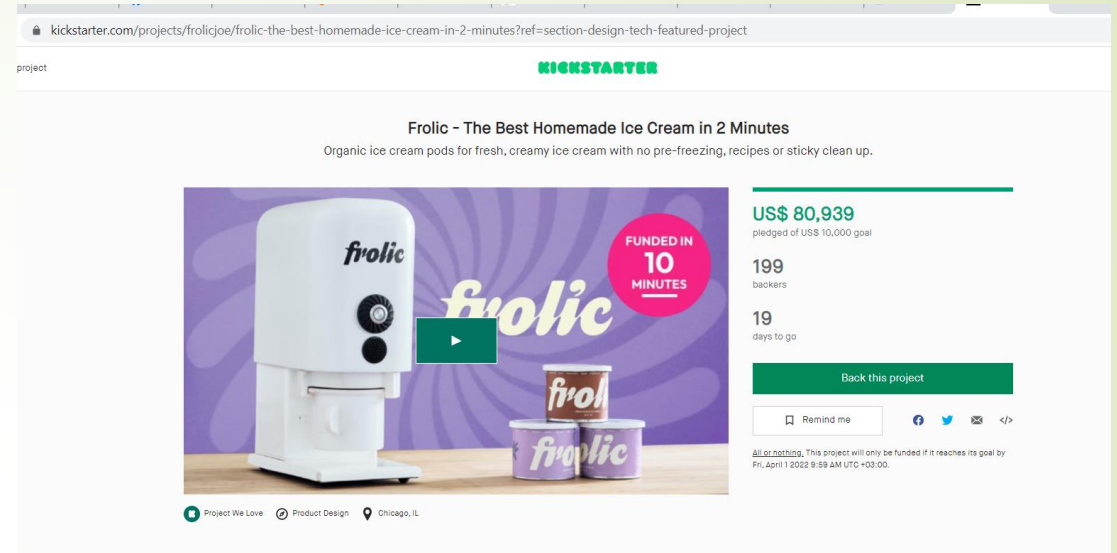 kickstarter.com/projects/frolicjoe/frolic-the-best-homemade-ice-cream-in-2-minutes?ref=section-design-tech-featured-project
project
KICKSTARTER
Frolic - The Best Homemade Ice Cream in 2 Minutes
Organic ice cream pods for fresh, creamy ice cream with no pre-freezing, recipes or sticky clean up.
frolic
frolic
FUNDED IN
10
MINUTES
froli
frolic
US$ 80,939
pledged of US$ 10,000 goal
199
backers
19
days to go
Back this project
Remind me
</>
All or nothing. This project will only be funded if it reaches its goal by
Fri, April 1 2022 9:59 AM UTC +03:00.
Project We Love
Product Design
Chicago, IL